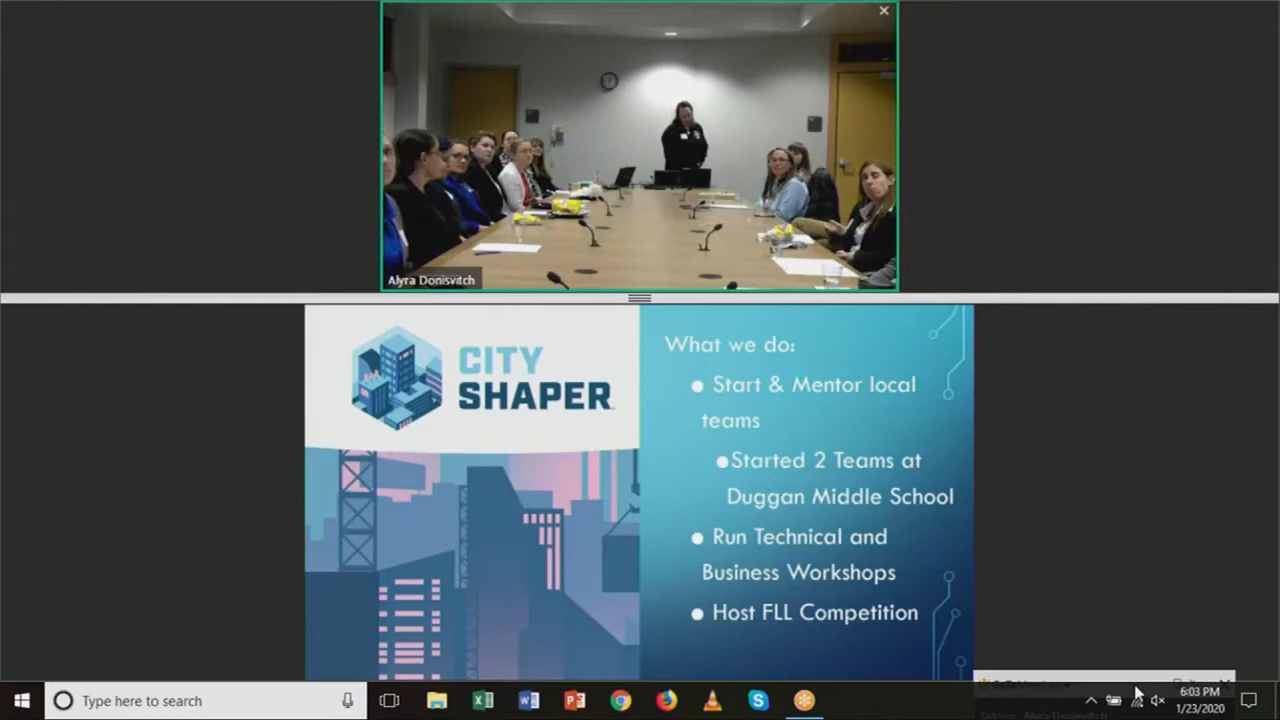 Alyra Donisvitch
CITY
SHAPER
What we do:
● Start & Mentor local
teams
●Started 2 Teams at
Duggan Middle School
● Run Technical and
Business Workshops
● Host FLL Competition
Type here to search
6:03 PM
1/23/2020